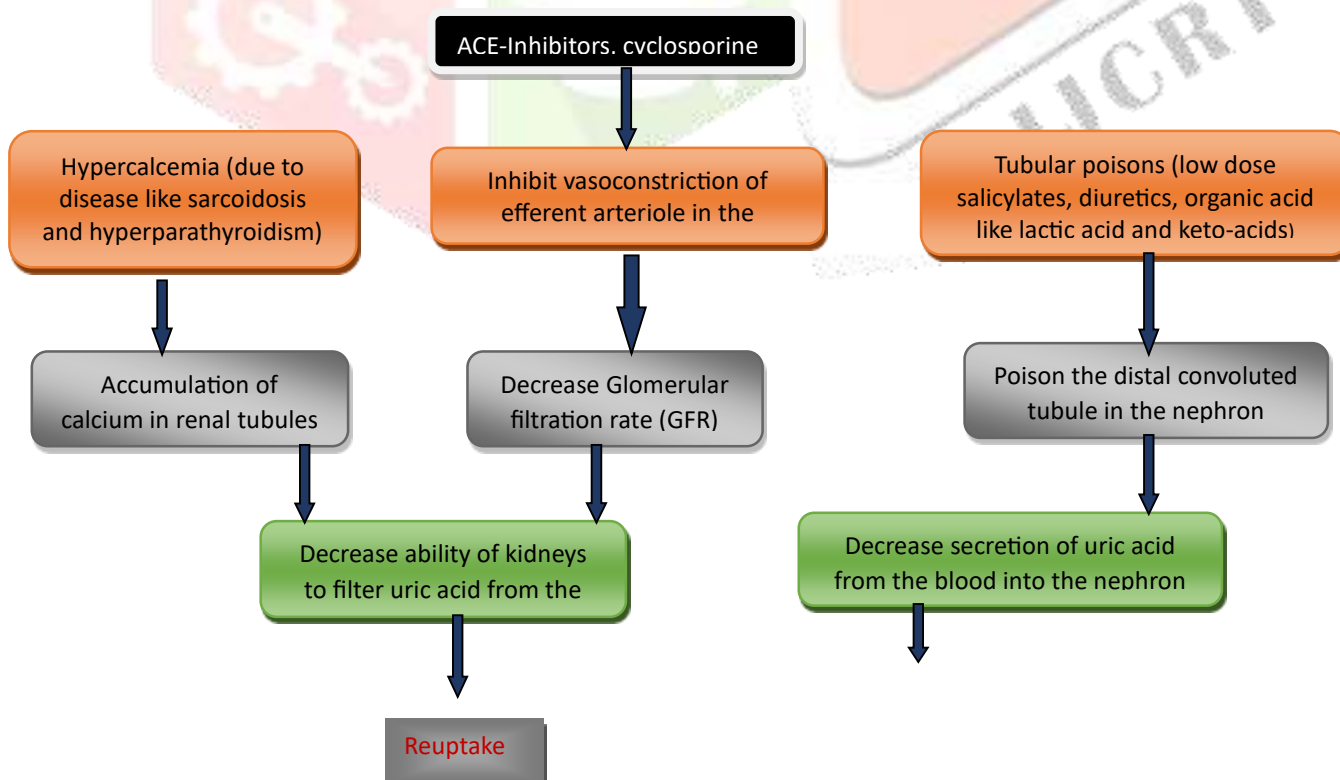 ACE-Inhibitors, cyclosporine
Hypercalcemia (due to
disease like sarcoidosis
and hyperparathyroidism)
Inhibit vasoconstriction of
efferent arteriole in the
Tubular poisons (low dose
salicylates, diuretics, organic acid
like lactic acid and keto-acids)
Accumulation of
calcium in renal tubules
Decrease Glomerular
filtration rate (GFR)
Poison the distal convoluted
tubule in the nephron
Decrease ability of kidneys
to filter uric acid from the
Decrease secretion of uric acid
from the blood into the nephron
Reuptake